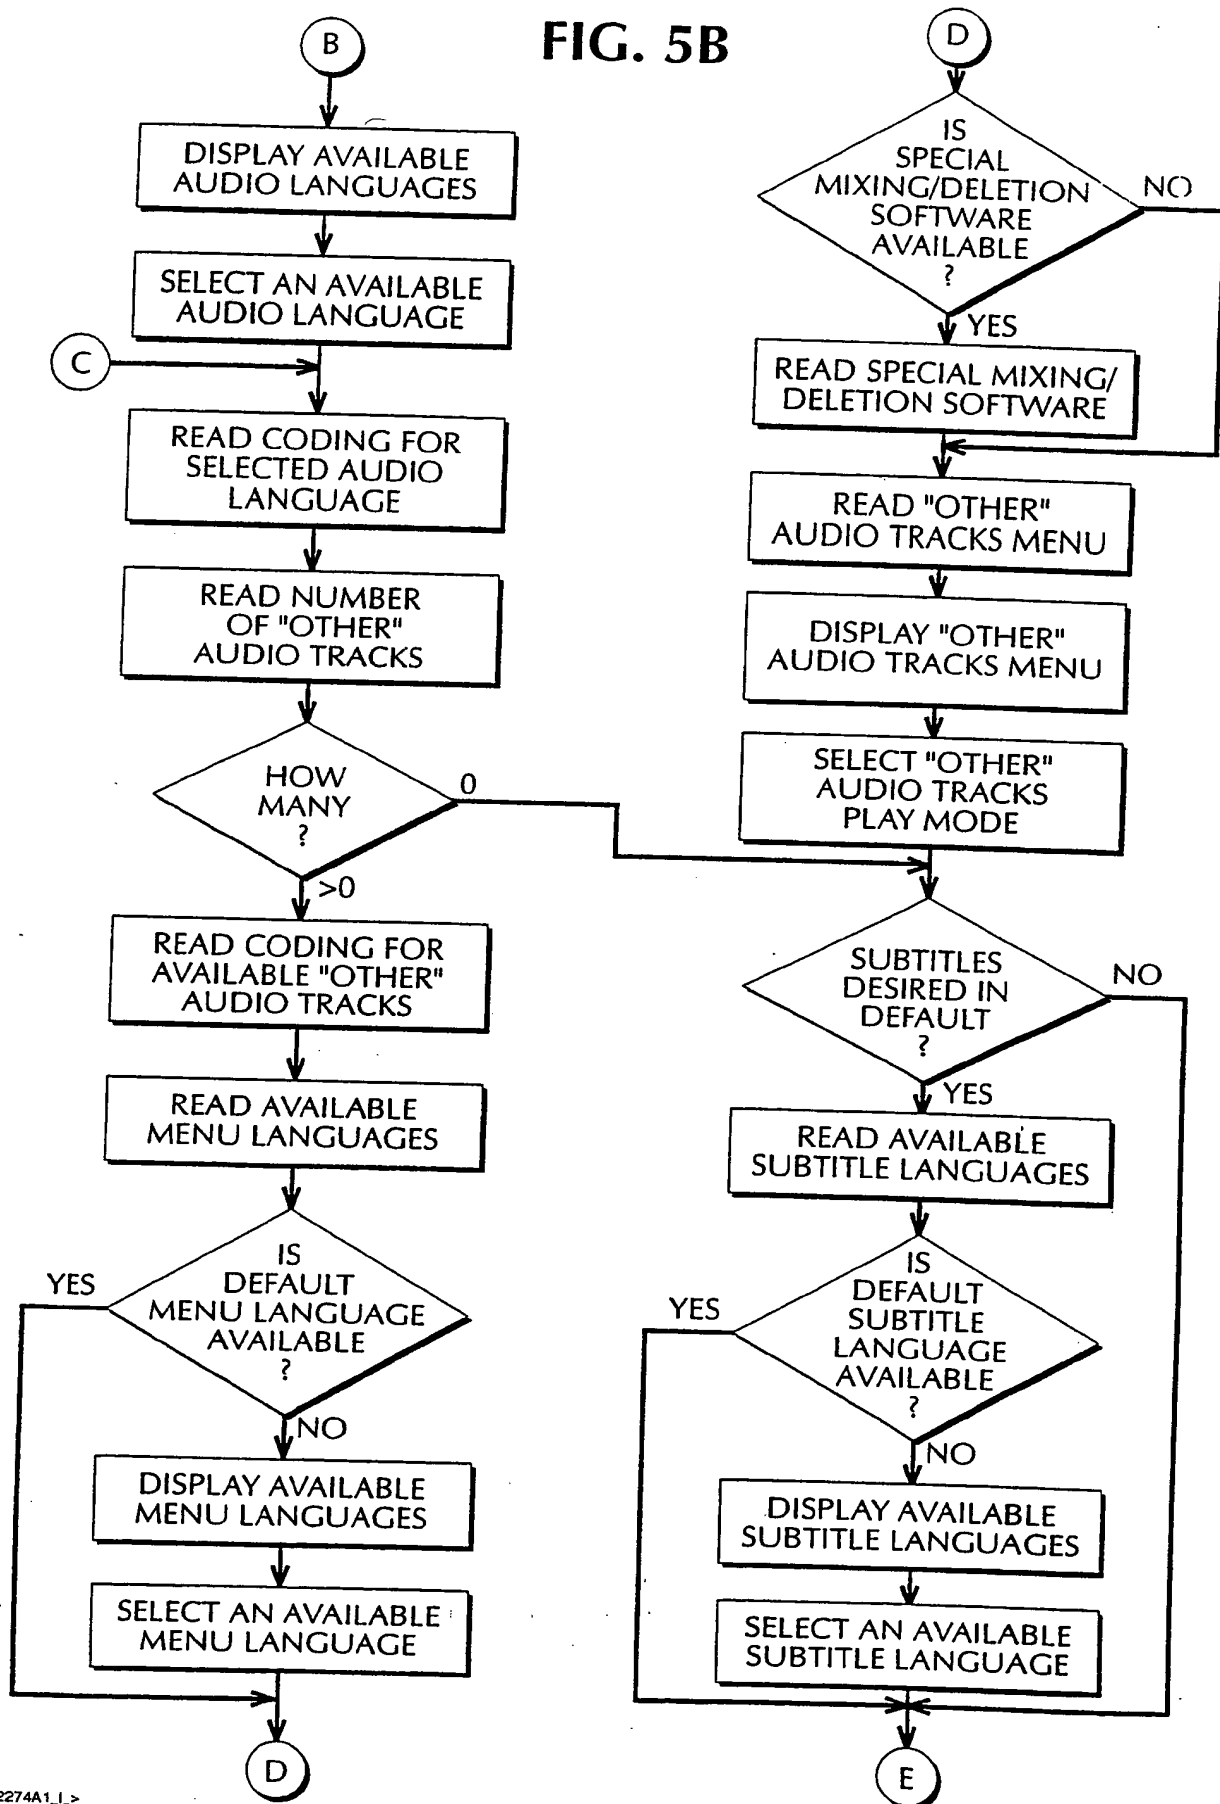 FIG. 5B
B
DISPLAY AVAILABLE
AUDIO LANGUAGES
SELECT AN AVAILABLE
AUDIO LANGUAGE
C
READ CODING FOR
SELECTED AUDIO
LANGUAGE
READ NUMBER
OF "OTHER"
AUDIO TRACKS
HOW
MANY
?
0
>0
READ CODING FOR
AVAILABLE "OTHER"
AUDIO TRACKS
READ AVAILABLE
MENU LANGUAGES
IS
DEFAULT
MENU LANGUAGE
AVAILABLE
?
YES
NO
DISPLAY AVAILABLE
MENU LANGUAGES
SELECT AN AVAILABLE
MENU LANGUAGE
D
D
IS
SPECIAL
MIXING/DELETION
SOFTWARE
AVAILABLE
?
NO
YES
READ SPECIAL MIXING/
DELETION SOFTWARE
READ "OTHER"
AUDIO TRACKS MENU
DISPLAY "OTHER"
AUDIO TRACKS MENU
SELECT "OTHER"
AUDIO TRACKS
PLAY MODE
SUBTITLES
DESIRED IN
DEFAULT
?
NO
YES
READ AVAILABLE
SUBTITLE LANGUAGES
IS
DEFAULT
SUBTITLE
LANGUAGE
AVAILABLE
?
YES
NO
DISPLAY AVAILABLE
SUBTITLE LANGUAGES
SELECT AN AVAILABLE
SUBTITLE LANGUAGE
E
2274A1_I_>